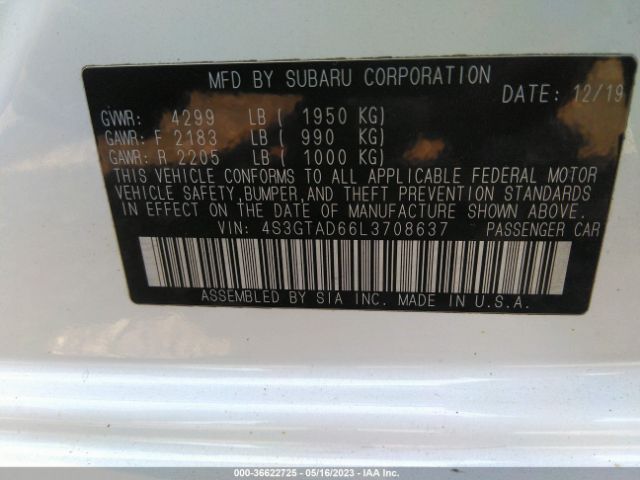 MFD BY SUBARU CORPORATION
DATE: 12/19
GVWR: 4299 LB ( 1950 KG)
GAWR: F 2183 LB ( 990 KG)
GAWR: R 2205 LB ( 1000 KG)
THIS VEHICLE CONFORMS TO ALL APPLICABLE FEDERAL MOTOR
VEHICLE SAFETY,BUMPER,AND THEFT PREVENTION STANDARDS
IN EFFECT ON THE DATE OF MANUFACTURE SHOWN ABOVE.
VIN: 4S3GTAD66L3708637 PASSENGER CAR
ASSEMBLED BY SIA INC. MADE IN U.S.A.
000-36622725 - 05/16/2023 - IAA Inc.